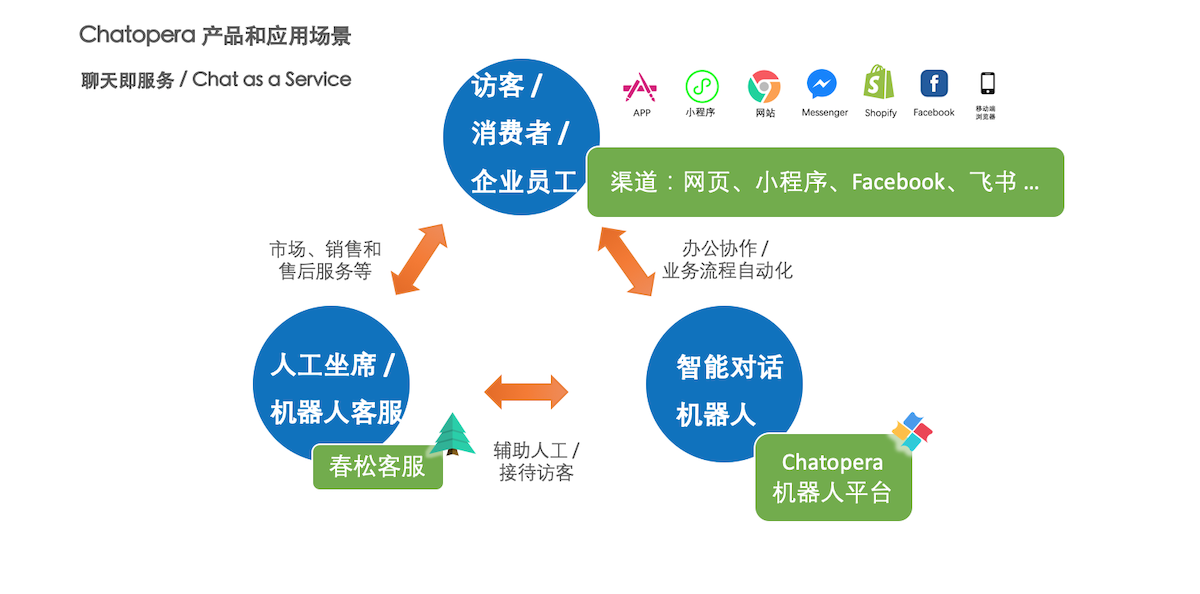 Chatopera 产品和应用场景
聊天即服务 / Chat as a Service
访客 /
消费者 /
企业员工
APP
小程序
网站
Messenger
Shopify
Facebook
移动端
浏览器
渠道：网页、小程序、Facebook、飞书 ...
市场、销售和
售后服务等
办公协作 /
业务流程自动化
人工坐席 /
机器人客服
春松客服
辅助人工 /
接待访客
智能对话
机器人
Chatopera
机器人平台